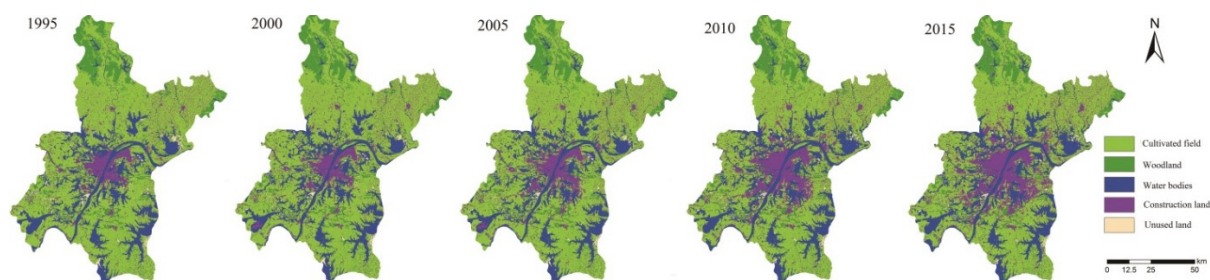 1995
2000
2005
2010
2015
N
Cultivated field
Woodland
Water bodies
Construction land
Unused land
km
0 12.5 25 50